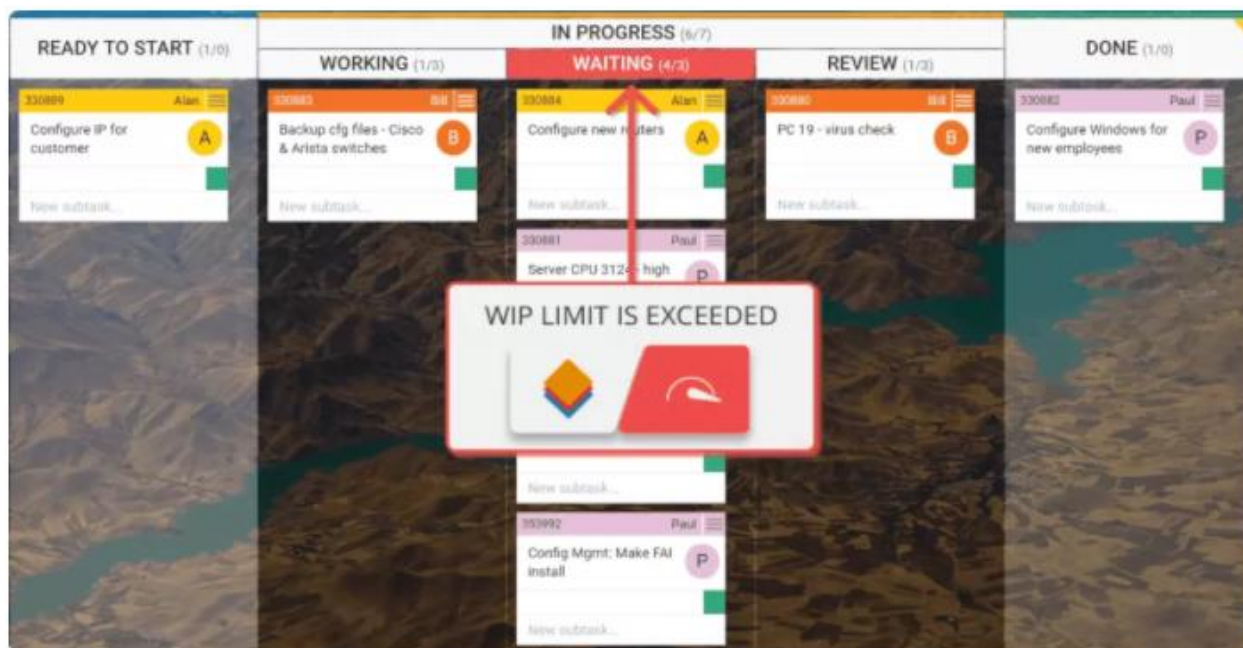 READY TO START (1/0)
IN PROGRESS (6/7)
WORKING (1/3)
WAITING (4/3)
REVIEW (1/3)
DONE (1/0)
330889 Alan
Configure IP for
customer
A
New subtask...
330883 Bill
Backup cfg files - Cisco
& Arista switches
B
New subtask...
330884 Alan
Configure new routers
A
New subtask...
330881 Paul
Server CPU 3124 - high
P
WIP LIMIT IS EXCEEDED
New subtask...
353992 Paul
Config Mgmt: Make FAI
install
P
New subtask...
330880 Bill
PC 19 - virus check
B
New subtask...
330882 Paul
Configure Windows for
new employees
P
New subtask...